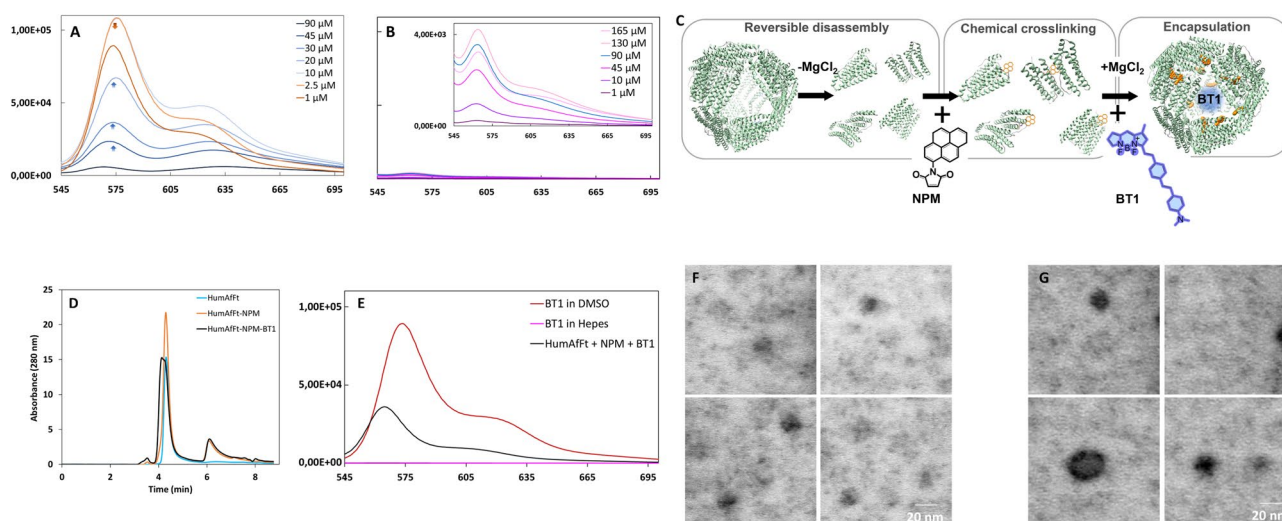 A
1,00E+05
5,00E+04
0,00E+00
545 575 605 635 665 695
90 µM
45 µM
30 µM
20 µM
10 µM
2.5 µM
1 µM
B
4,00E+03
0,00E+00
545 595 645 695
165 µM
130 µM
90 µM
45 µM
10 µM
1 µM
545 575 605 635 665 695
C
Reversible disassembly
Chemical crosslinking
Encapsulation
-MgCl2
+MgCl2
+
+
BT1
O N O
NPM
N B N
F F
+
-
N
BT1
D
25
20
15
10
5
0
Absorbance (280 nm)
0 2 4 6 8
Time (min)
HumAfFt
HumAfFt-NPM
HumAfFt-NPM-BT1
E
1,00E+05
5,00E+04
0,00E+00
545 575 605 635 665 695
BT1 in DMSO
BT1 in Hepes
HumAfFt + NPM + BT1
F
20 nm
G
20 nm